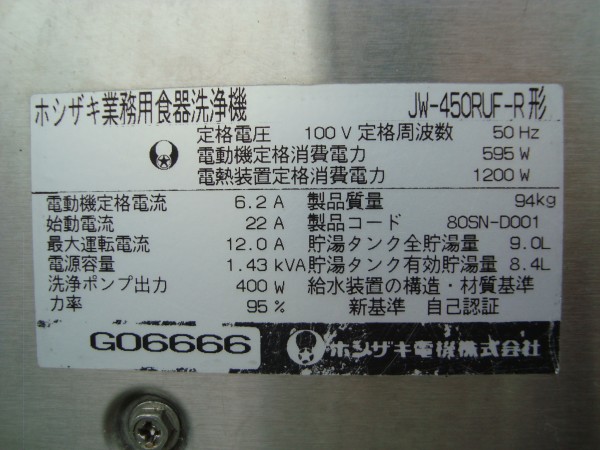 ホシザキ業務用食器洗浄機 JW-450RUF-R形
定格電圧 100V 定格周波数 50Hz
電動機定格消費電力 595W
電熱装置定格消費電力 1200W
電動機定格電流 6.2A 製品質量 94kg
始動電流 22A 製品コード 80SN-D001
最大運転電流 12.0A 貯湯タンク全貯湯量 9.0L
電源容量 1.43kVA 貯湯タンク有効貯湯量 8.4L
洗浄ポンプ出力 400W 給水装置の構造・材質基準
力率 95% 新基準 自己認証
G06666 ホシザキ電機株式会社